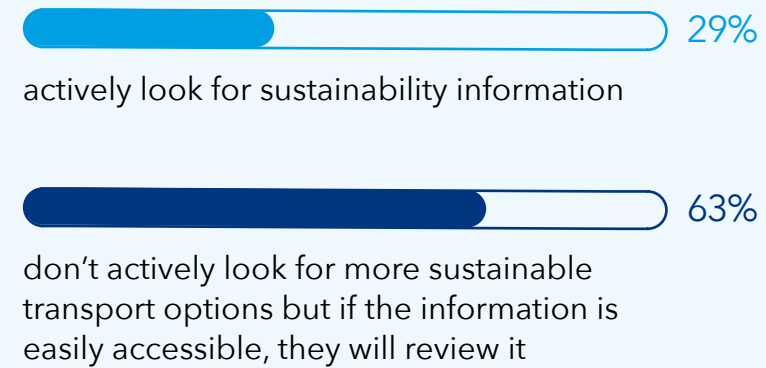 29%
actively look for sustainability information
63%
don’t actively look for more sustainable
transport options but if the information is
easily accessible, they will review it